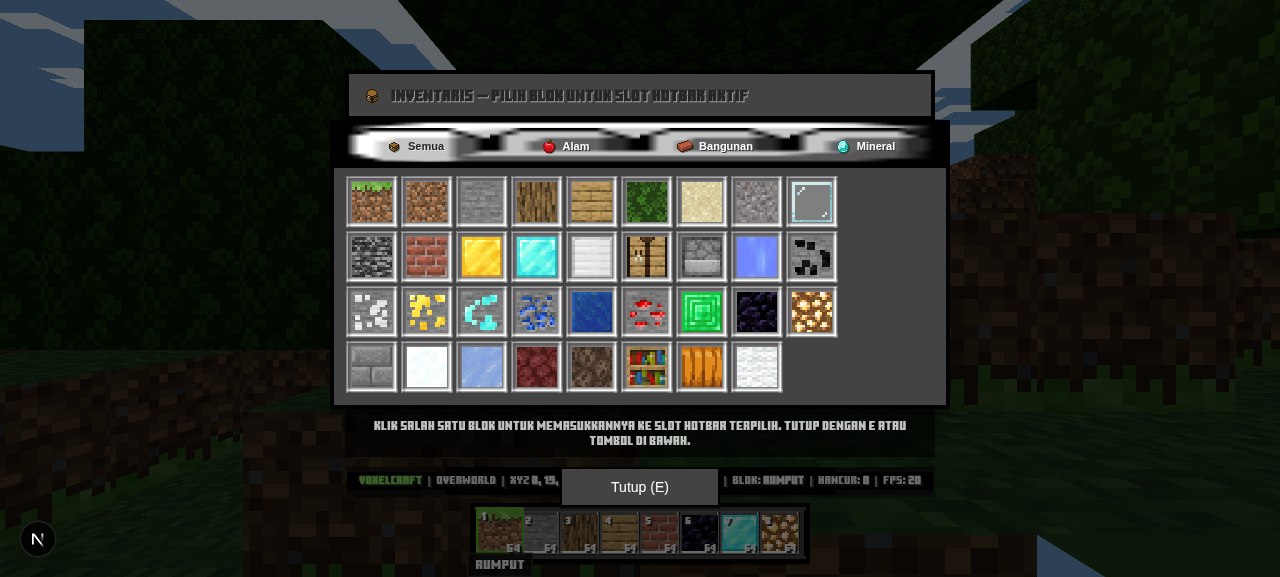 INVENTARIS — PILIH BLOK UNTUK SLOT HOTBAR AKTIF
Semua
Alam
Bangunan
Mineral
KLIK SALAH SATU BLOK UNTUK MEMASUKKANNYA KE SLOT HOTBAR TERPILIH. TUTUP DENGAN E ATAU
TOMBOL DI BAWAH.
VOXELCRAFT | OVERWORLD | XYZ 8, 19, | BLOK: RUMPUT | HANCUR: 0 | FPS: 20
Tutup (E)
1 2 3 4 5 6 7 8
64 64 64 64 64 64 64 64
RUMPUT
N